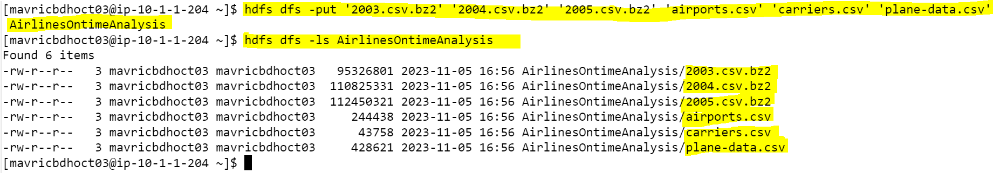 [mavricbdhoct03@ip-10-1-1-204 ~]$ hdfs dfs -put '2003.csv.bz2' '2004.csv.bz2' '2005.csv.bz2' 'airports.csv' 'carriers.csv' 'plane-data.csv'
AirlinesOntimeAnalysis
[mavricbdhoct03@ip-10-1-1-204 ~]$ hdfs dfs -ls AirlinesOntimeAnalysis
Found 6 items
-rw-r--r--   3 mavricbdhoct03 mavricbdhoct03   95326801 2023-11-05 16:56 AirlinesOntimeAnalysis/2003.csv.bz2
-rw-r--r--   3 mavricbdhoct03 mavricbdhoct03  110825331 2023-11-05 16:56 AirlinesOntimeAnalysis/2004.csv.bz2
-rw-r--r--   3 mavricbdhoct03 mavricbdhoct03  112450321 2023-11-05 16:56 AirlinesOntimeAnalysis/2005.csv.bz2
-rw-r--r--   3 mavricbdhoct03 mavricbdhoct03     244438 2023-11-05 16:56 AirlinesOntimeAnalysis/airports.csv
-rw-r--r--   3 mavricbdhoct03 mavricbdhoct03      43758 2023-11-05 16:56 AirlinesOntimeAnalysis/carriers.csv
-rw-r--r--   3 mavricbdhoct03 mavricbdhoct03     428621 2023-11-05 16:56 AirlinesOntimeAnalysis/plane-data.csv
[mavricbdhoct03@ip-10-1-1-204 ~]$